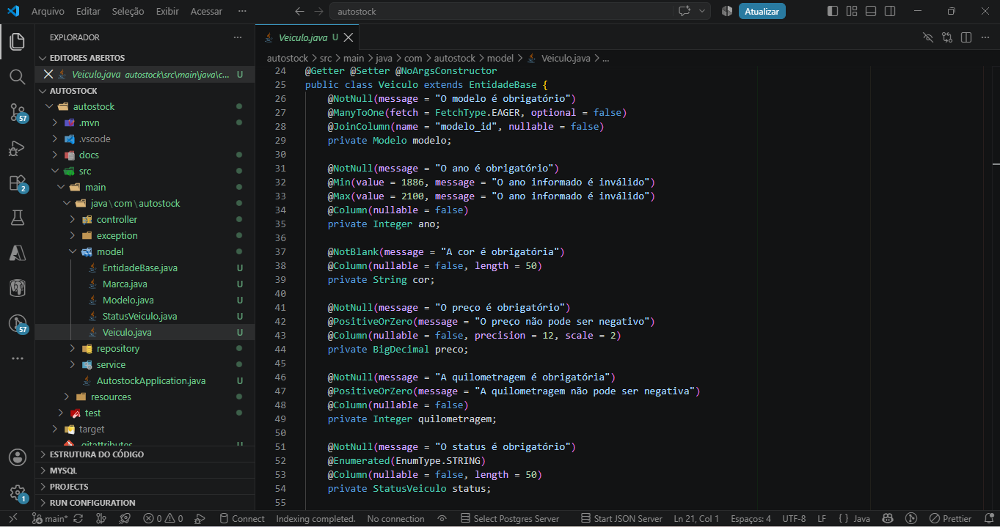 Arquivo Editar Seleção Exibir Acessar ···
autostock
Atualizar
EXPLORADOR ···
EDITORES ABERTOS
Veiculo.java autostock\src\main\java\c... U
AUTOSTOCK
autostock
.mvn
.vscode
docs
src
main
java\com\autostock
controller
exception
model
EntidadeBase.java U
Marca.java U
Modelo.java U
StatusVeiculo.java U
Veiculo.java U
repository
service
AutostockApplication.java U
resources
test
target
.gitattributes U
ESTRUTURA DO CÓDIGO
MYSQL
PROJECTS
RUN CONFIGURATION
57
2
57
1
Veiculo.java U
autostock > src > main > java > com > autostock > model > Veiculo.java > ...
24 @Getter @Setter @NoArgsConstructor
25 public class Veiculo extends EntidadeBase {
26 @NotNull(message = "O modelo é obrigatório")
27 @ManyToOne(fetch = FetchType.EAGER, optional = false)
28 @JoinColumn(name = "modelo_id", nullable = false)
29 private Modelo modelo;
30
31 @NotNull(message = "O ano é obrigatório")
32 @Min(value = 1886, message = "O ano informado é inválido")
33 @Max(value = 2100, message = "O ano informado é inválido")
34 @Column(nullable = false)
35 private Integer ano;
36
37 @NotBlank(message = "A cor é obrigatória")
38 @Column(nullable = false, length = 50)
39 private String cor;
40
41 @NotNull(message = "O preço é obrigatório")
42 @PositiveOrZero(message = "O preço não pode ser negativo")
43 @Column(nullable = false, precision = 12, scale = 2)
44 private BigDecimal preco;
45
46 @NotNull(message = "A quilometragem é obrigatória")
47 @PositiveOrZero(message = "A quilometragem não pode ser negativa")
48 @Column(nullable = false)
49 private Integer quilometragem;
50
51 @NotNull(message = "O status é obrigatório")
52 @Enumerated(EnumType.STRING)
53 @Column(nullable = false, length = 50)
54 private StatusVeiculo status;
55
main* 0 0 Connect Indexing completed. No connection Select Postgres Server Start JSON Server Ln 21, Col 1 Espaços: 4 UTF-8 LF {} Java Prettier